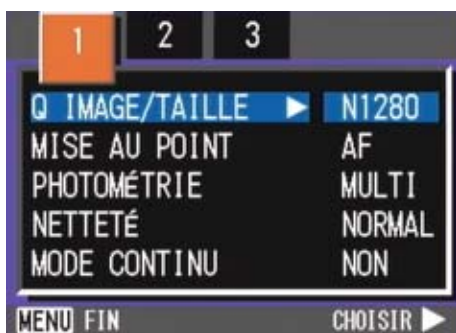 1 2 3
Q IMAGE/TAILLE ▶ N1280
MISE AU POINT AF
PHOTOMÉTRIE MULTI
NETTETÉ NORMAL
MODE CONTINU NON
MENU FIN CHOISIR ▶